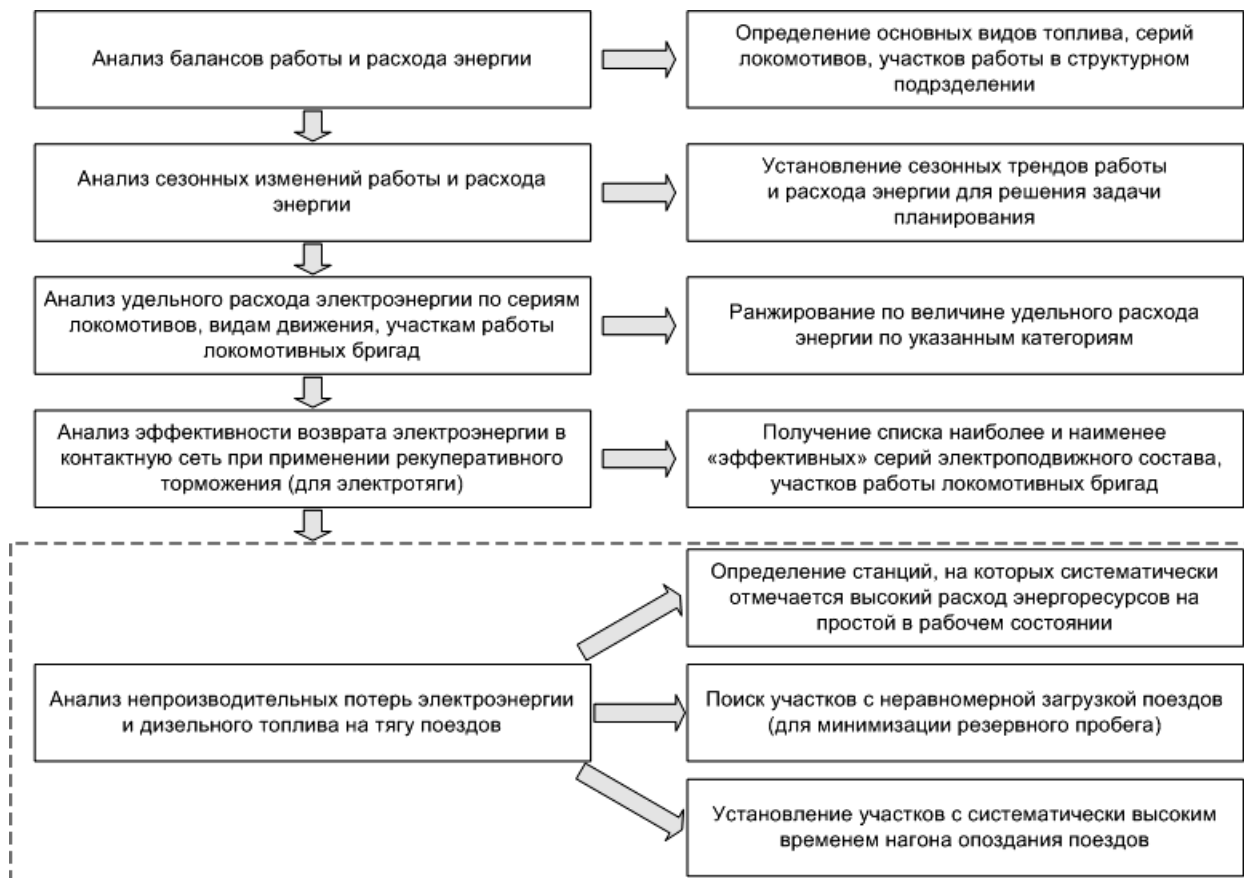 Анализ балансов работы и расхода энергии
Определение основных видов топлива, серий
локомотивов, участков работы в структурном
подрзделении
Анализ сезонных изменений работы и расхода
энергии
Установление сезонных трендов работы
и расхода энергии для решения задачи
планирования
Анализ удельного расхода электроэнергии по сериям
локомотивов, видам движения, участкам работы
локомотивных бригад
Ранжирование по величине удельного расхода
энергии по указанным категориям
Анализ эффективности возврата электроэнергии в
контактную сеть при применении рекуперативного
торможения (для электротяги)
Получение списка наиболее и наименее
«эффективных» серий электроподвижного состава,
участков работы локомотивных бригад
Анализ непроизводительных потерь электроэнергии
и дизельного топлива на тягу поездов
Определение станций, на которых систематически
отмечается высокий расход энергоресурсов на
простой в рабочем состоянии
Поиск участков с неравномерной загрузкой поездов
(для минимизации резервного пробега)
Установление участков с систематически высоким
временем нагона опоздания поездов